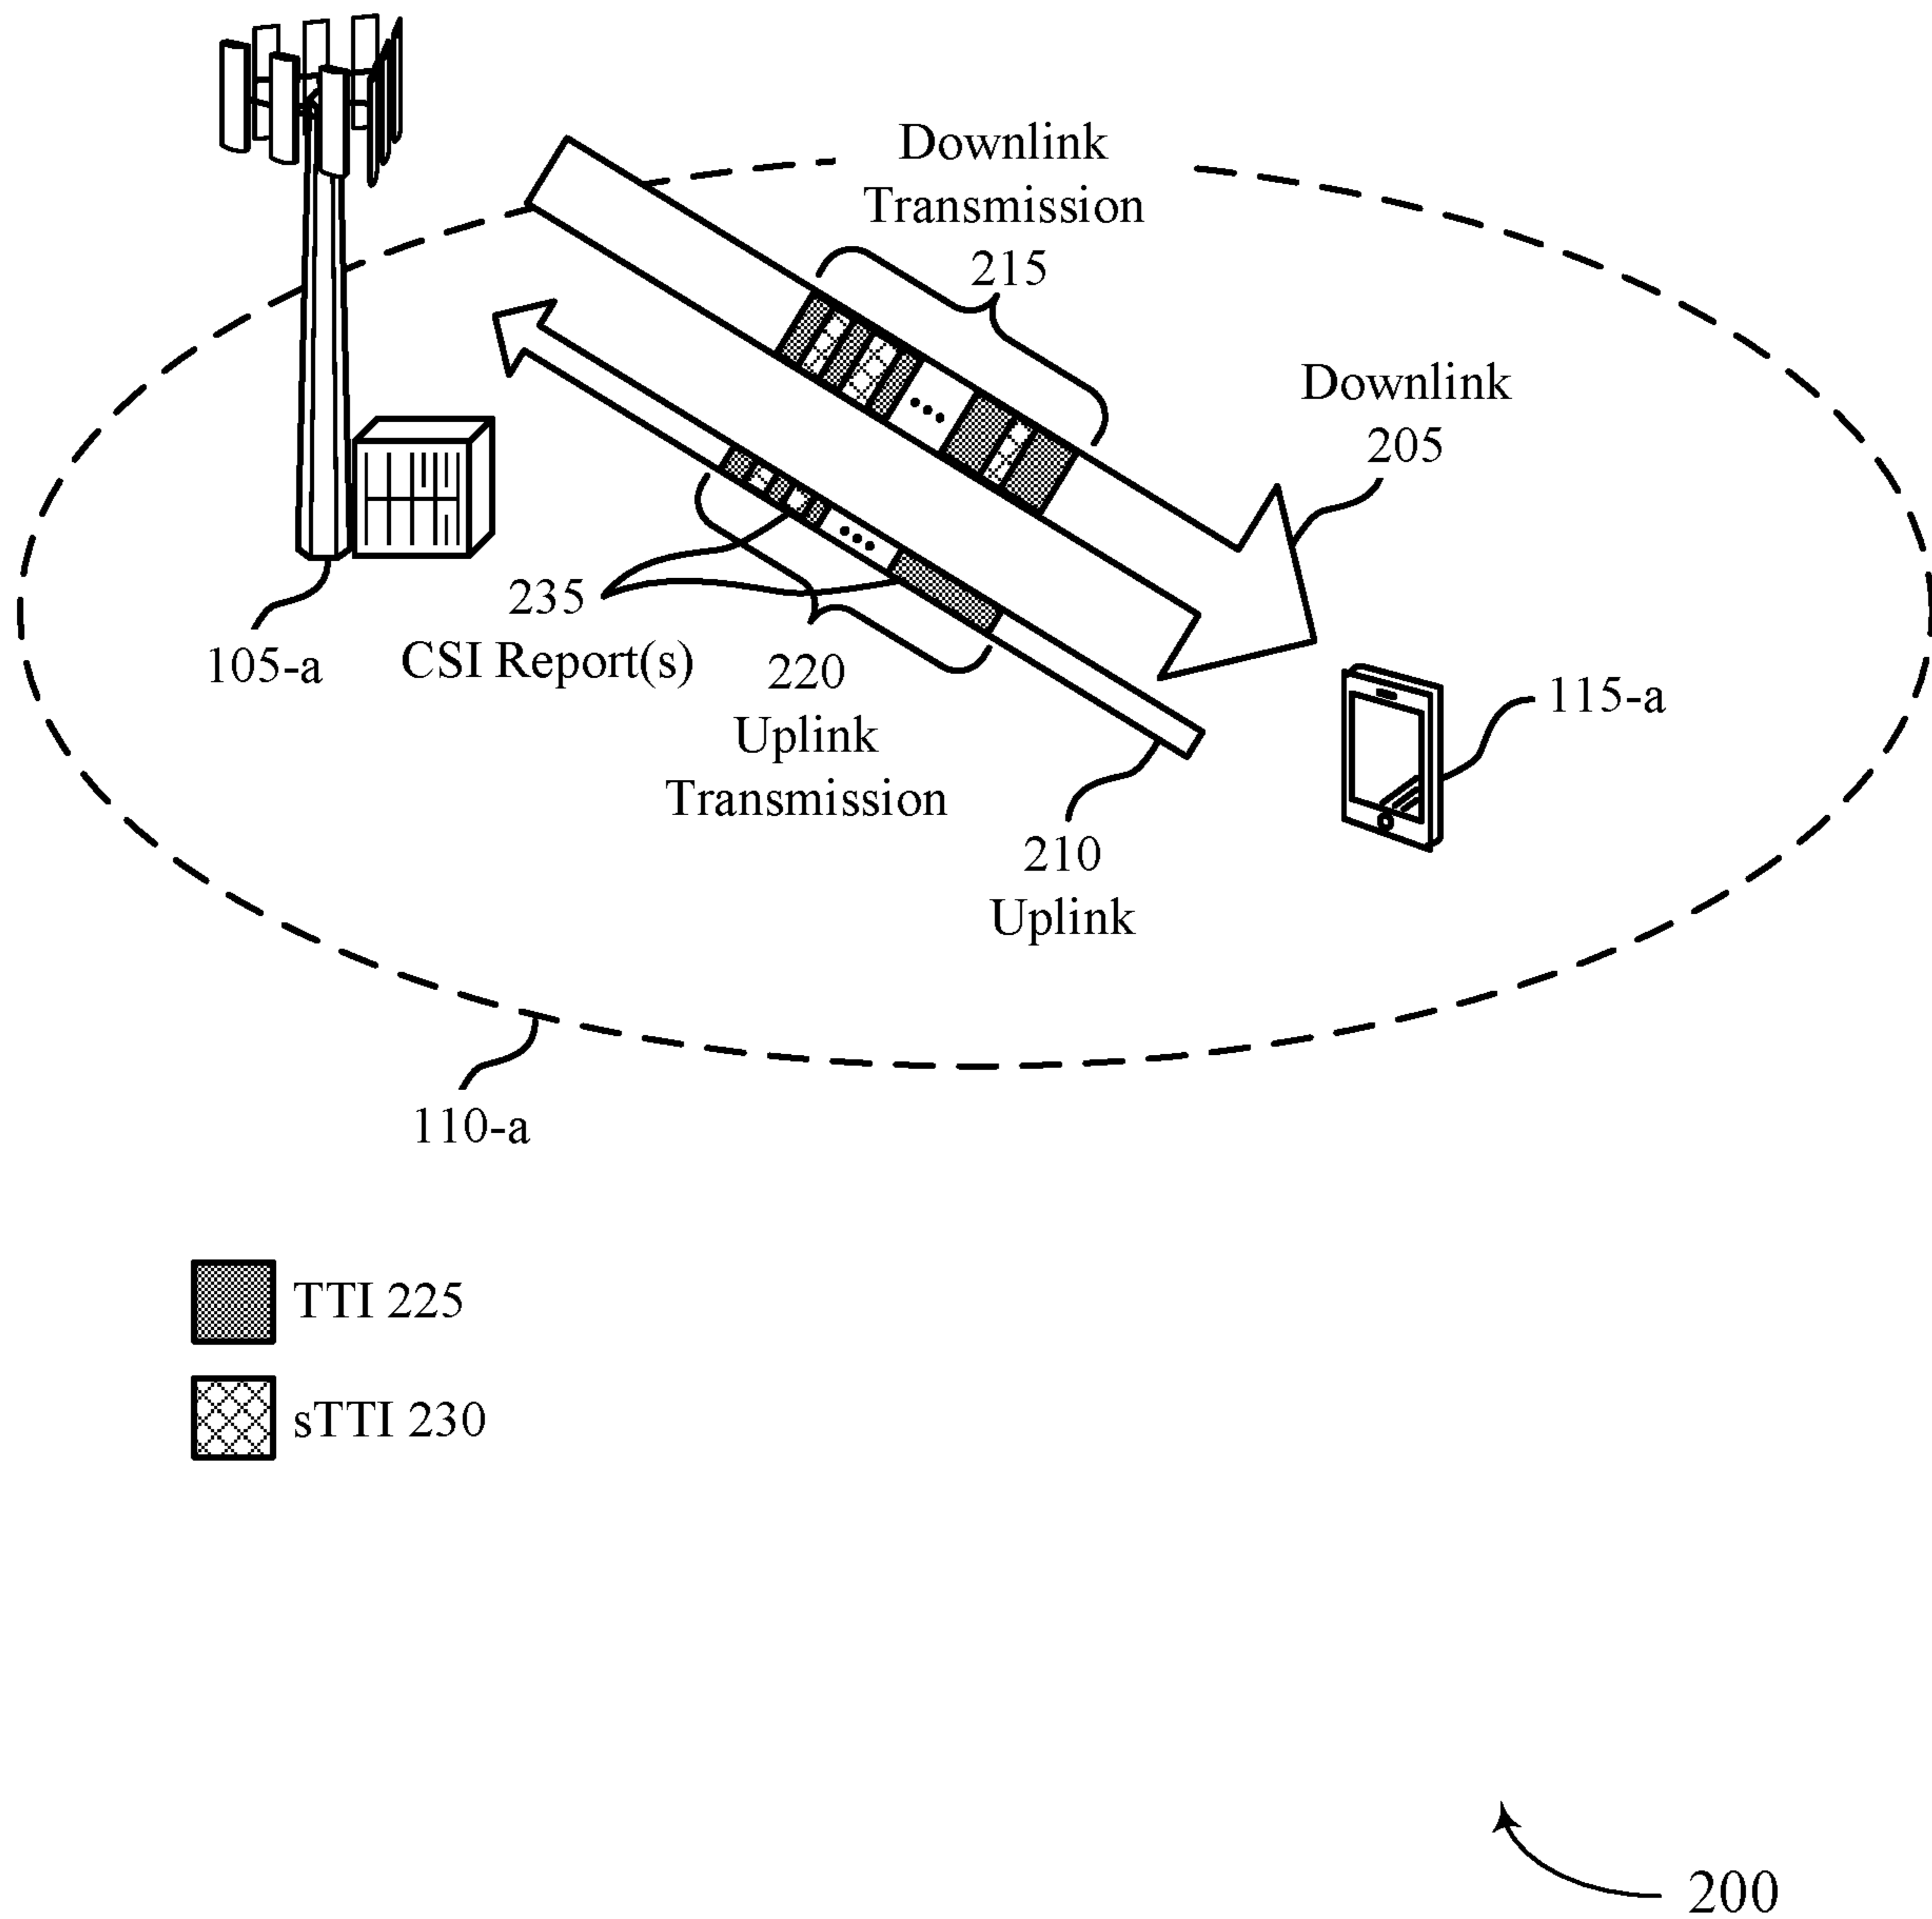 Downlink
Transmission
215
Downlink
205
235
CSI Report(s)
105-a
220
Uplink
Transmission
115-a
210
Uplink
110-a
TTI 225
sTTI 230
200